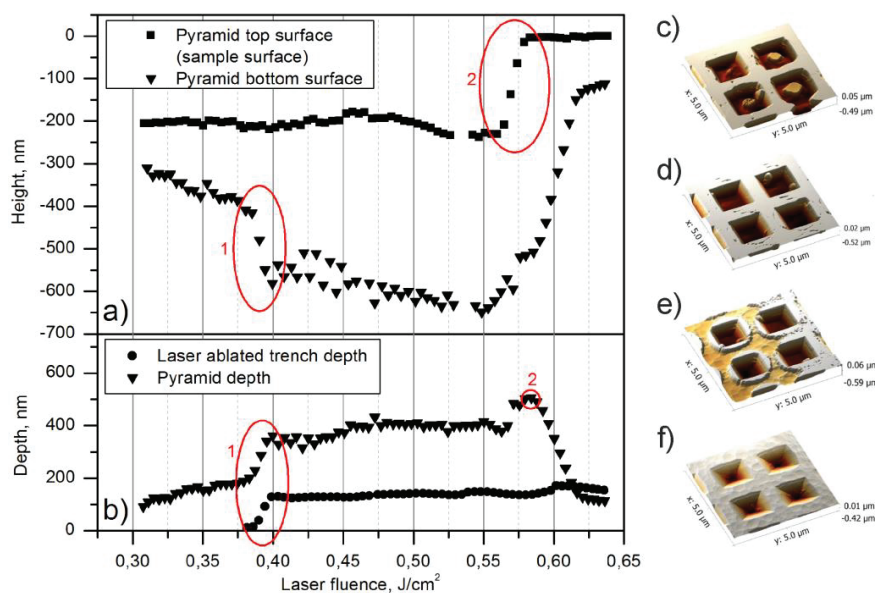 Pyramid top surface
(sample surface)
Pyramid bottom surface
0
-100
-200
-300
-400
-500
-600
-700
Height, nm
1
2
a)
Laser ablated trench depth
Pyramid depth
600
400
200
0
Depth, nm
1
2
b)
0,30 0,35 0,40 0,45 0,50 0,55 0,60 0,65
Laser fluence, J/cm²
c)
0.05 µm
-0.49 µm
x: 5.0 µm
y: 5.0 µm
d)
0.02 µm
-0.52 µm
x: 5.0 µm
y: 5.0 µm
e)
0.06 µm
-0.59 µm
x: 5.0 µm
y: 5.0 µm
f)
0.01 µm
-0.42 µm
x: 5.0 µm
y: 5.0 µm